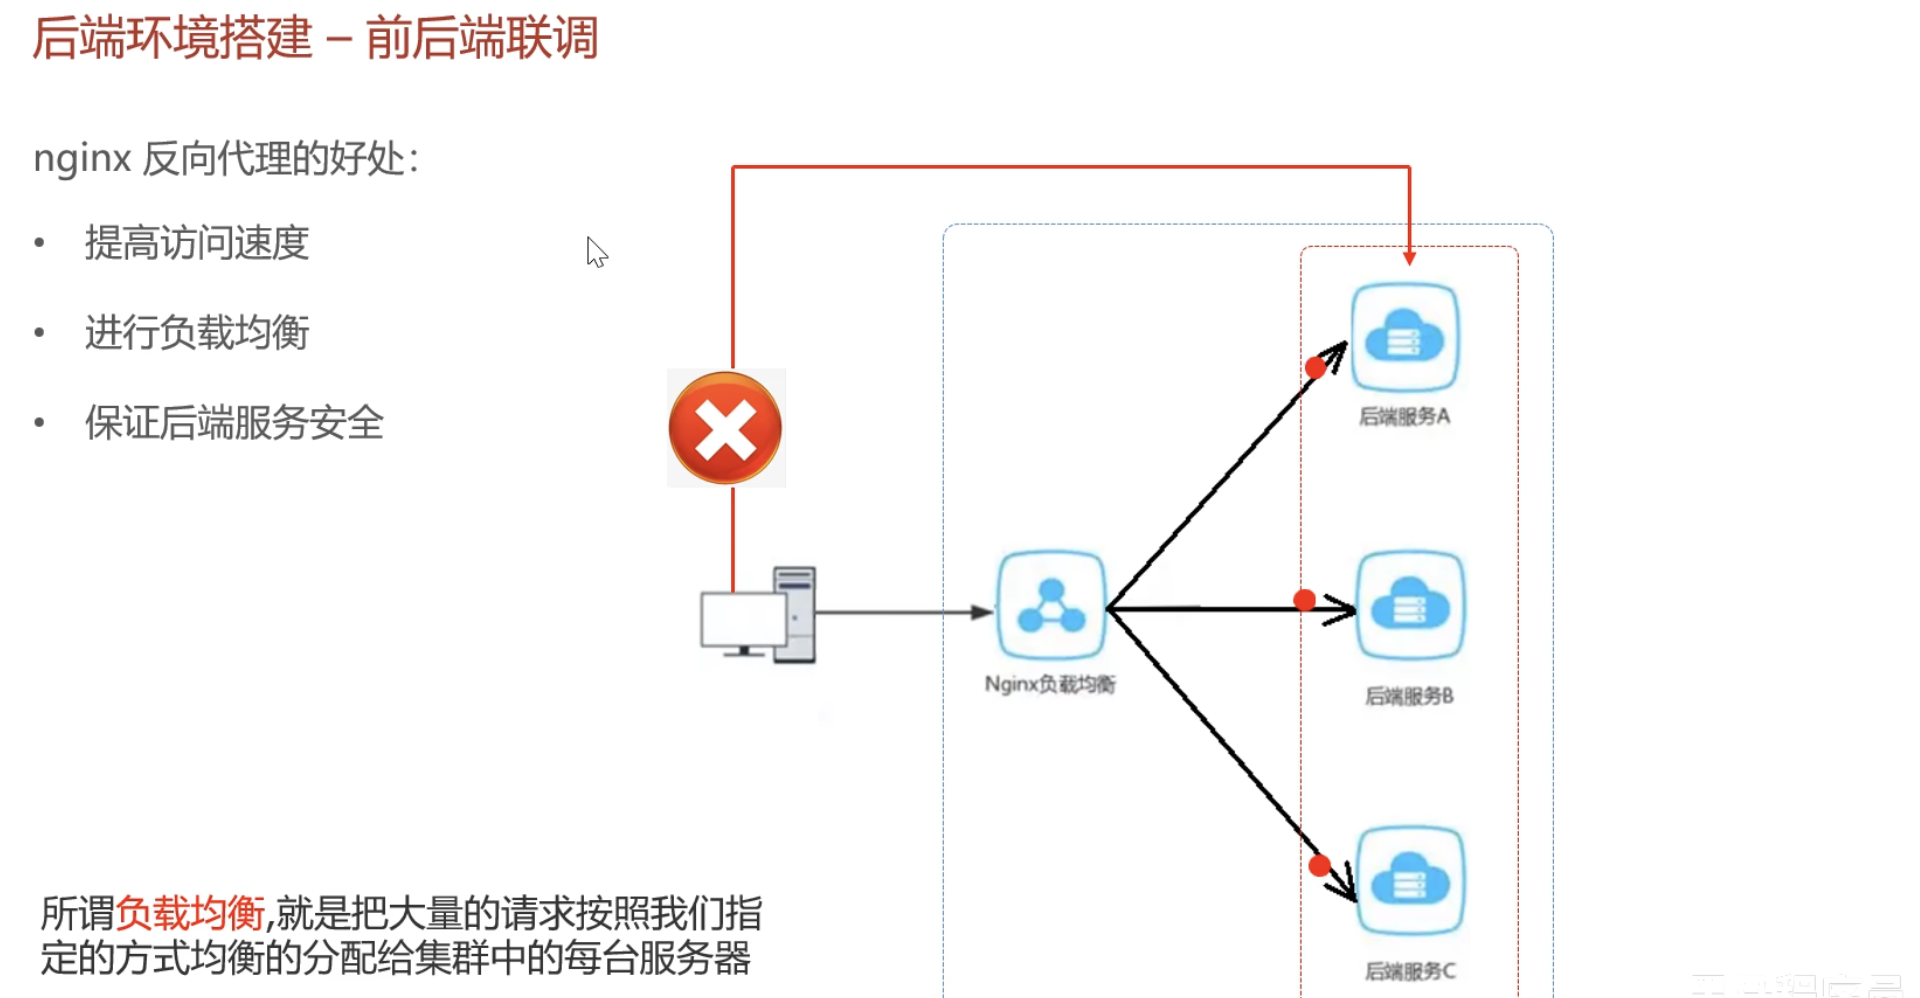 后端环境搭建 – 前后端联调
nginx 反向代理的好处：
• 提高访问速度
• 进行负载均衡
• 保证后端服务安全
后端服务A
Nginx负载均衡
后端服务B
后端服务C
所谓负载均衡,就是把大量的请求按照我们指
定的方式均衡的分配给集群中的每台服务器